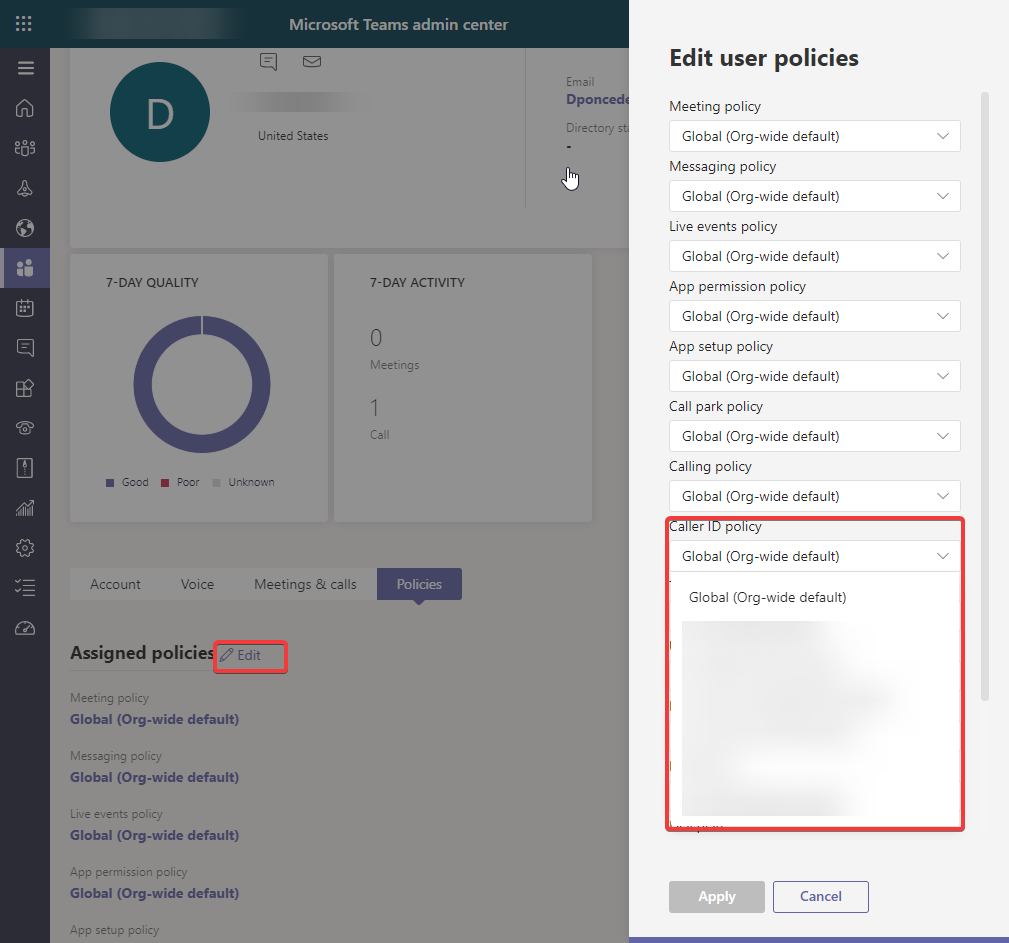 Microsoft Teams admin center
D
United States
Email
Dponcede
Directory sta
-
7-DAY QUALITY
Good
Poor
Unknown
7-DAY ACTIVITY
0
Meetings
1
Call
Account
Voice
Meetings & calls
Policies
Assigned policies
Edit
Meeting policy
Global (Org-wide default)
Messaging policy
Global (Org-wide default)
Live events policy
Global (Org-wide default)
App permission policy
Global (Org-wide default)
App setup policy
Edit user policies
Meeting policy
Global (Org-wide default)
Messaging policy
Global (Org-wide default)
Live events policy
Global (Org-wide default)
App permission policy
Global (Org-wide default)
App setup policy
Global (Org-wide default)
Call park policy
Global (Org-wide default)
Calling policy
Global (Org-wide default)
Caller ID policy
Global (Org-wide default)
Global (Org-wide default)
Apply
Cancel